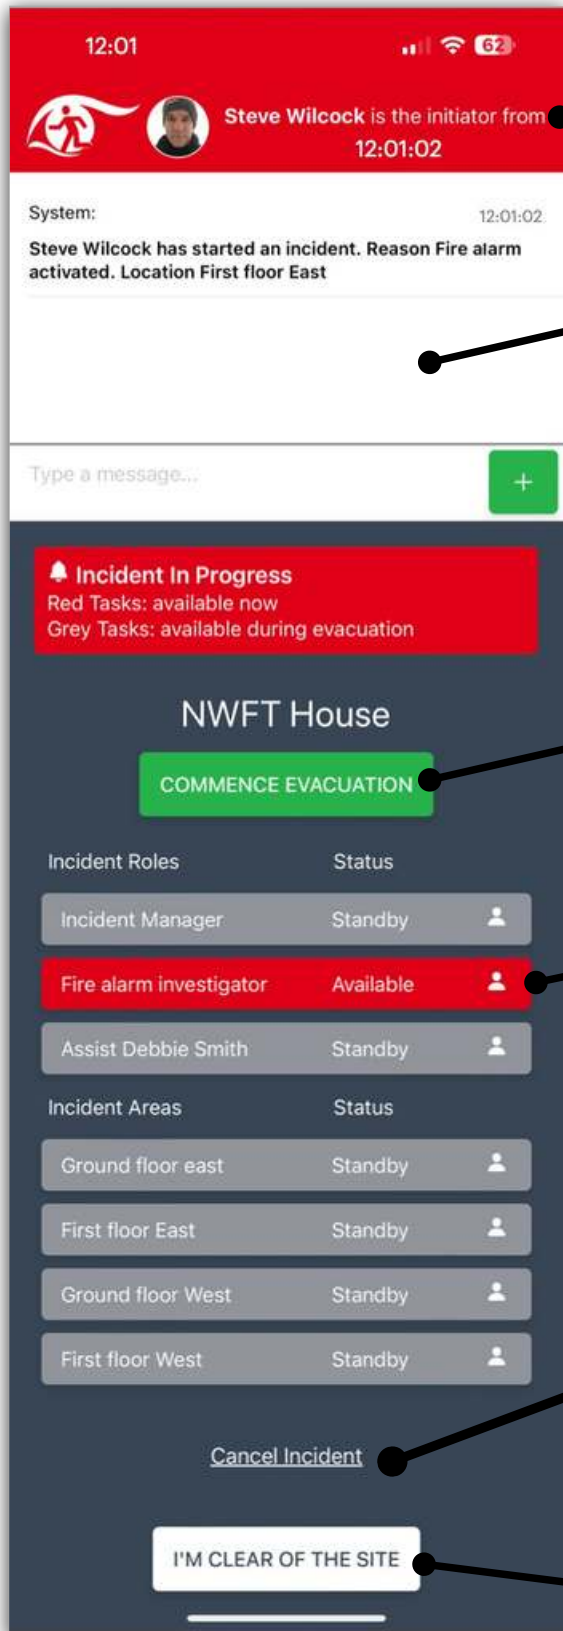 12:01
62
Steve Wilcock is the initiator from
12:01:02
System:
12:01:02
Steve Wilcock has started an incident. Reason Fire alarm
activated. Location First floor East
Type a message...
+
Incident In Progress
Red Tasks: available now
Grey Tasks: available during evacuation
NWFT House
COMMENCE EVACUATION
Incident Roles Status
Incident Manager Standby
Fire alarm investigator Available
Assist Debbie Smith Standby
Incident Areas Status
Ground floor east Standby
First floor East Standby
Ground floor West Standby
First floor West Standby
Cancel Incident
I'M CLEAR OF THE SITE